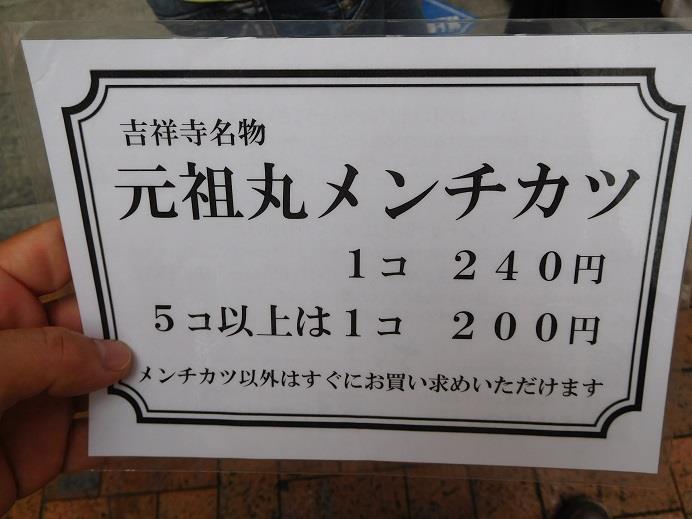 吉祥寺名物
元祖丸メンチカツ
1コ 240円
5コ以上は1コ 200円
メンチカツ以外はすぐにお買い求めいただけます